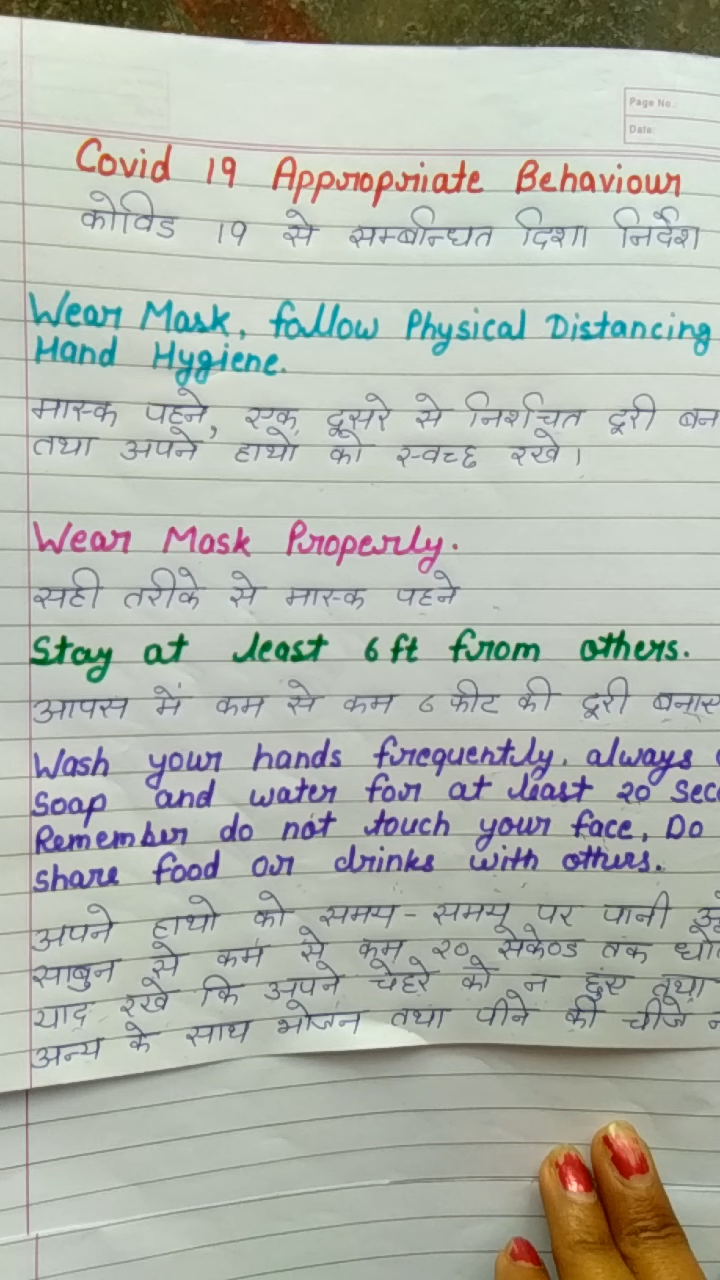 Page No.:
Date:
Covid 19 Appropriate Behaviour
कोविड 19 से सम्बन्धित दिशा निर्देश
Wear Mask, follow Physical Distancing
Hand Hygiene.
मास्क पहने, एक दूसरे से निश्चित दूरी बन
तथा अपने हाथों को स्वच्छ रखे।
Wear Mask Properly.
सही तरीके से मास्क पहने
Stay at least 6 ft from others.
आपस में कम से कम 6 फीट की दूरी बनाए
Wash your hands frequently. always
Soap and water for at least 20 Sec
Remember do not touch your face, Do
share food or drinks with others.
अपने हाथो को समय-समय पर पानी
साबुन से कम से कम २० सेकेण्ड तक धो
याद रखे कि अपने चेहरे को न छुए तथा
अन्य के साथ भोजन तथा पीने की चीजे न